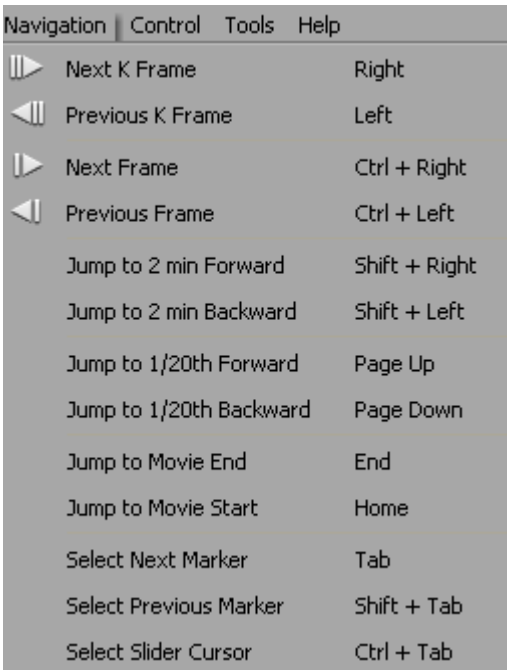 Navigation Control Tools Help
Next K Frame Right
Previous K Frame Left
Next Frame Ctrl + Right
Previous Frame Ctrl + Left
Jump to 2 min Forward Shift + Right
Jump to 2 min Backward Shift + Left
Jump to 1/20th Forward Page Up
Jump to 1/20th Backward Page Down
Jump to Movie End End
Jump to Movie Start Home
Select Next Marker Tab
Select Previous Marker Shift + Tab
Select Slider Cursor Ctrl + Tab